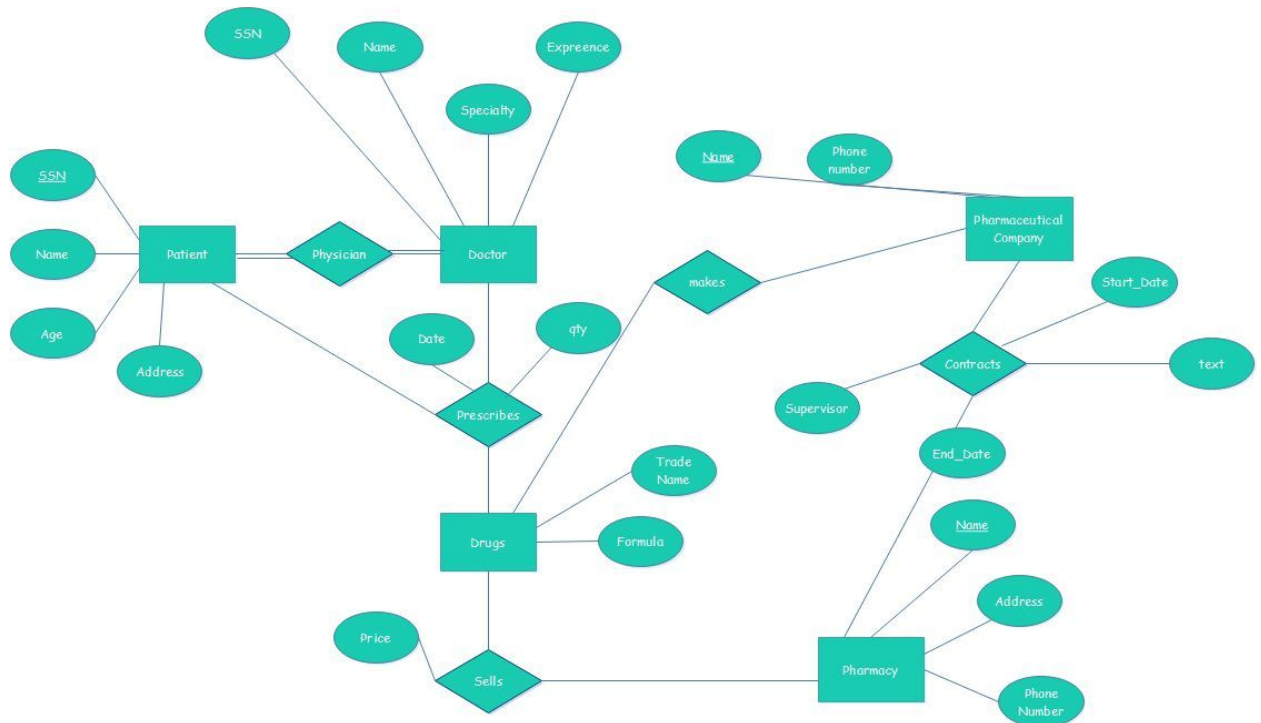 SSN
Name
Expreence
Specialty
Name
Phone
number
SSN
Pharmaceutical
Company
Name
Patient
Physician
Doctor
makes
Start_Date
Age
Date
qty
Address
Contracts
text
Supervisor
Prescribes
End_Date
Trade
Name
Name
Drugs
Formula
Address
Price
Pharmacy
Sells
Phone
Number